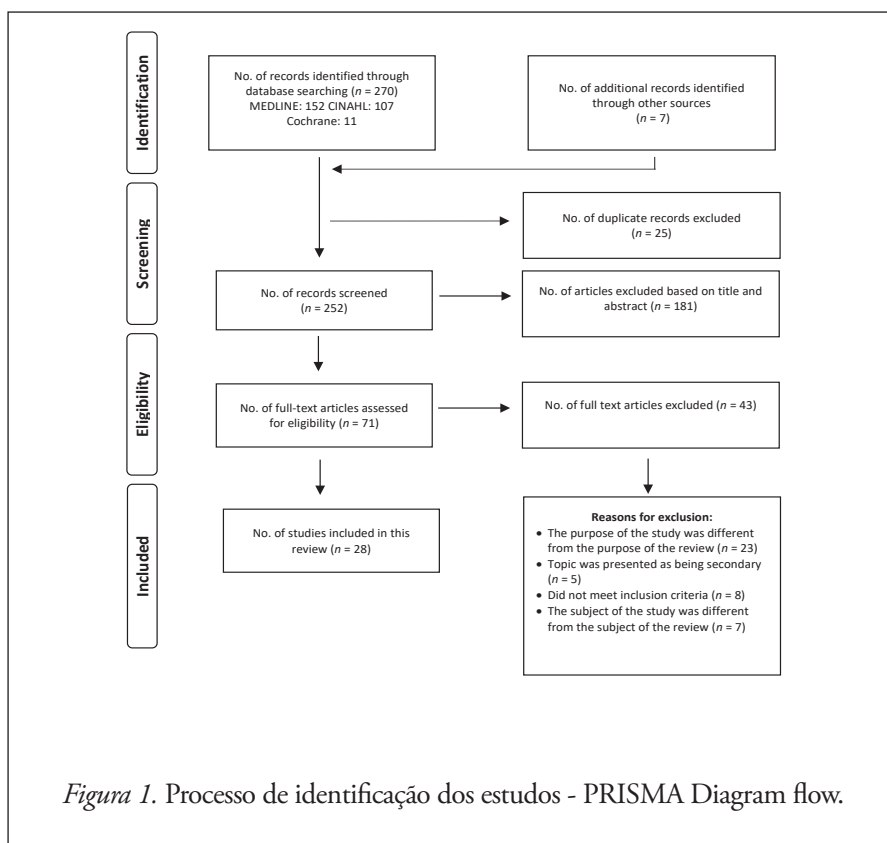 Identification
No. of records identified through
database searching (n = 270)
MEDLINE: 152 CINAHL: 107
Cochrane: 11
No. of additional records identified
through other sources
(n = 7)
Screening
No. of duplicate records excluded
(n = 25)
No. of records screened
(n = 252)
No. of articles excluded based on title and
abstract (n = 181)
Eligibility
No. of full-text articles assessed
for eligibility (n = 71)
No. of full text articles excluded (n = 43)
Included
No. of studies included in this
review (n = 28)
Reasons for exclusion:
• The purpose of the study was different
from the purpose of the review (n = 23)
• Topic was presented as being secondary
(n = 5)
• Did not meet inclusion criteria (n = 8)
• The subject of the study was different
from the subject of the review (n = 7)
Figura 1. Processo de identificação dos estudos - PRISMA Diagram flow.